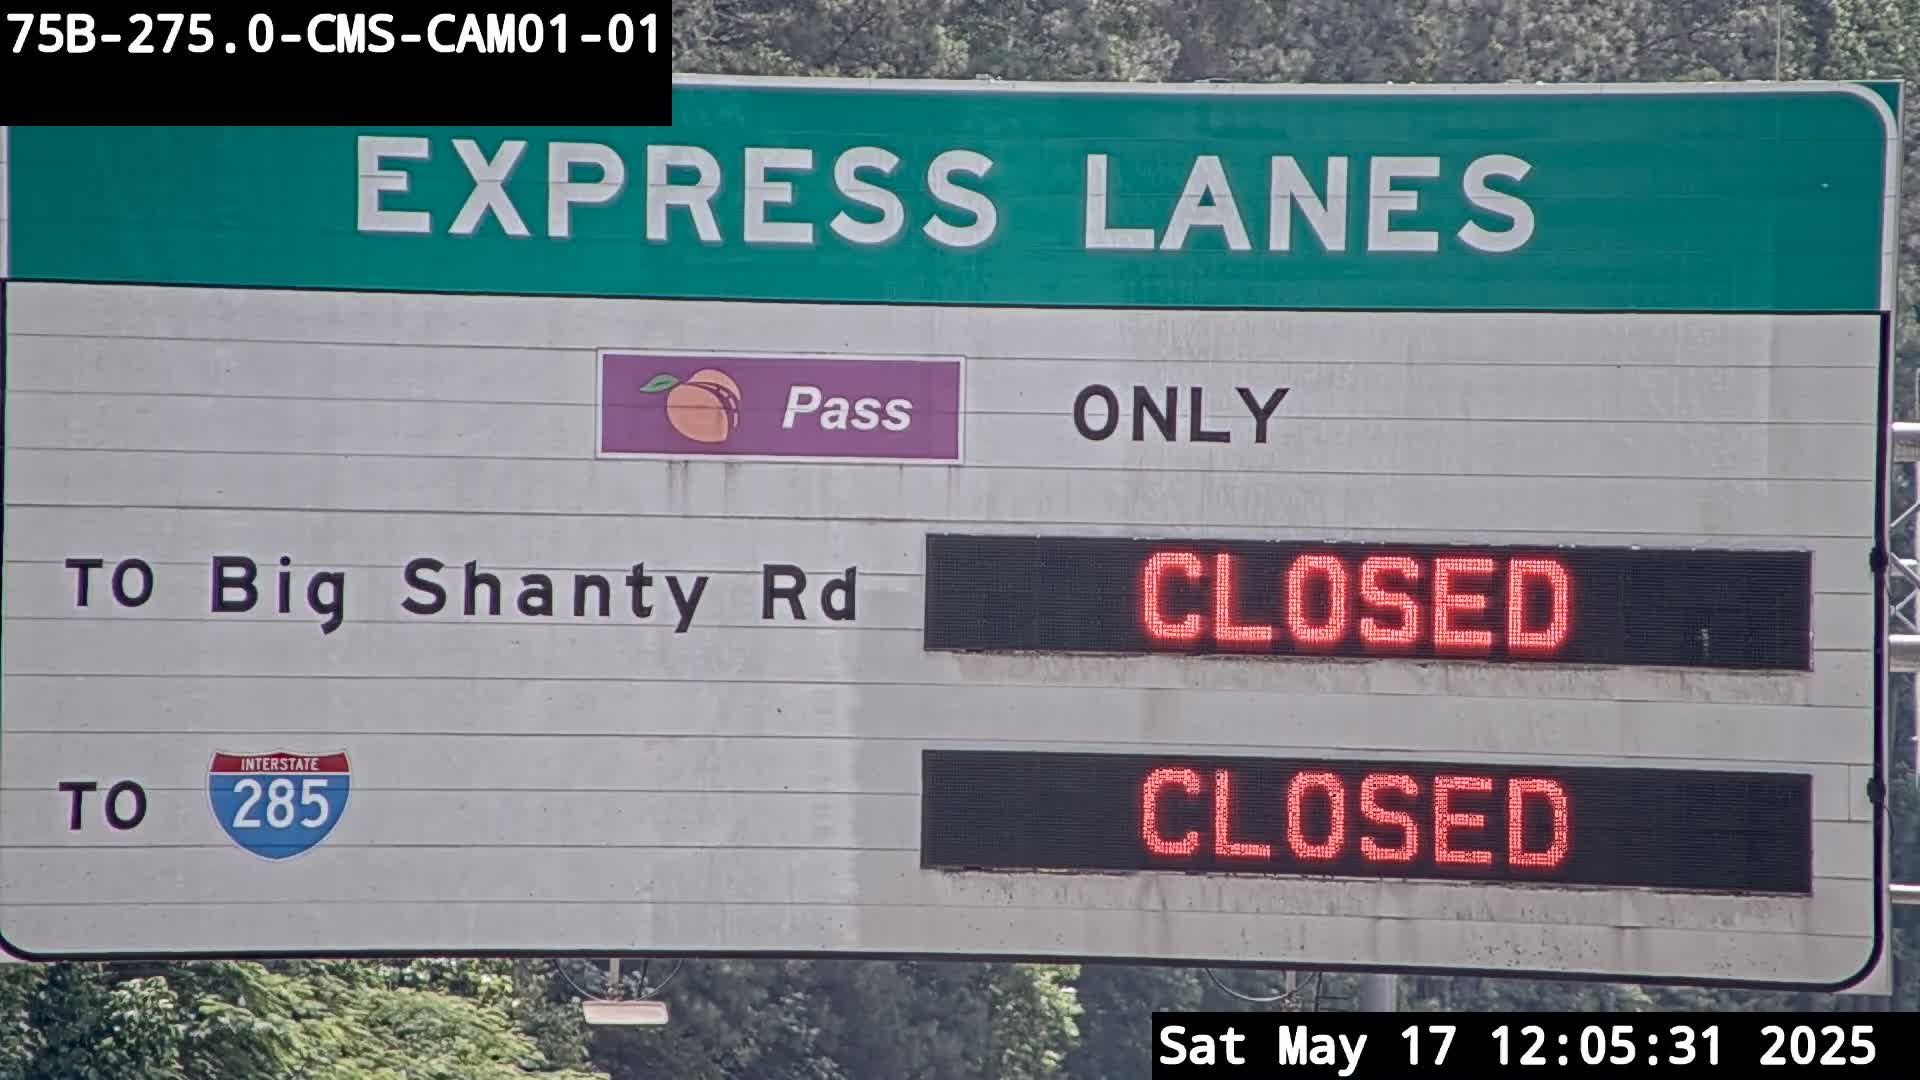 75B-275.0-CMS-CAM01-01
EXPRESS LANES
Pass ONLY
TO Big Shanty Rd CLOSED
INTERSTATE
TO 285 CLOSED
Sat May 17 12:05:31 2025